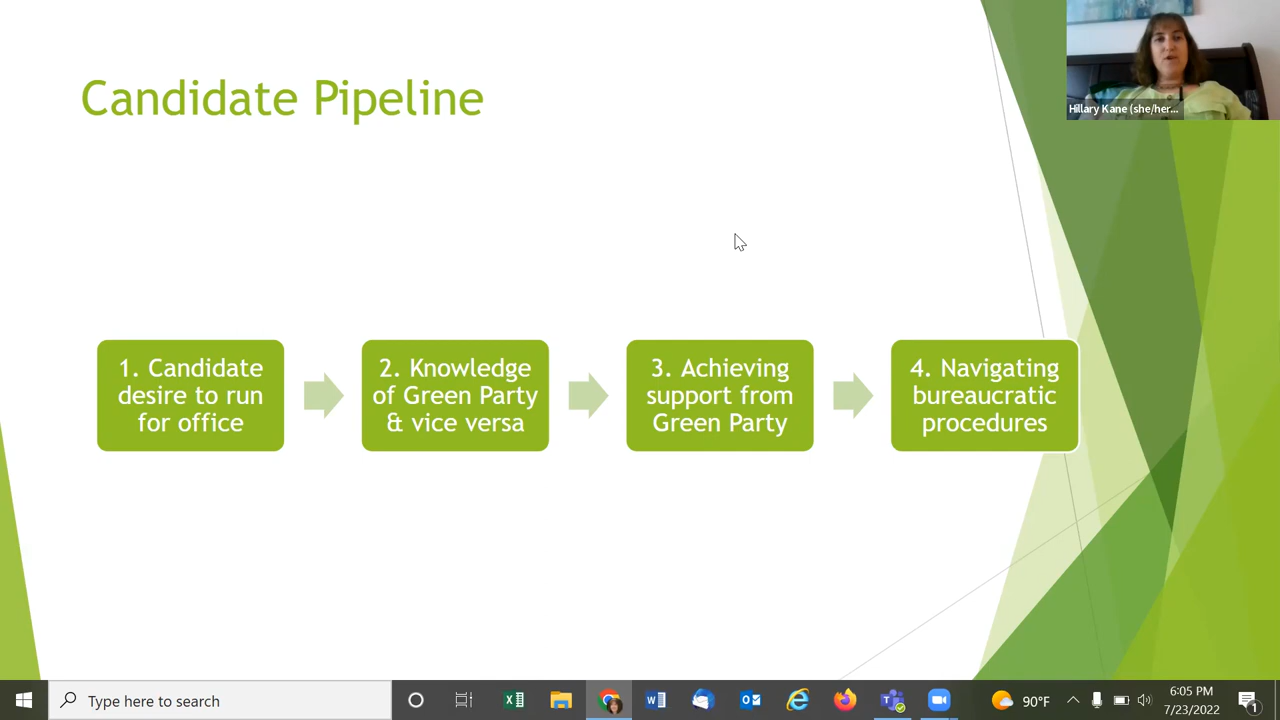 Candidate Pipeline
Hillary Kane (she/her...
1. Candidate
desire to run
for office
2. Knowledge
of Green Party
& vice versa
3. Achieving
support from
Green Party
4. Navigating
bureaucratic
procedures
Type here to search
90°F
6:05 PM
7/23/2022
1